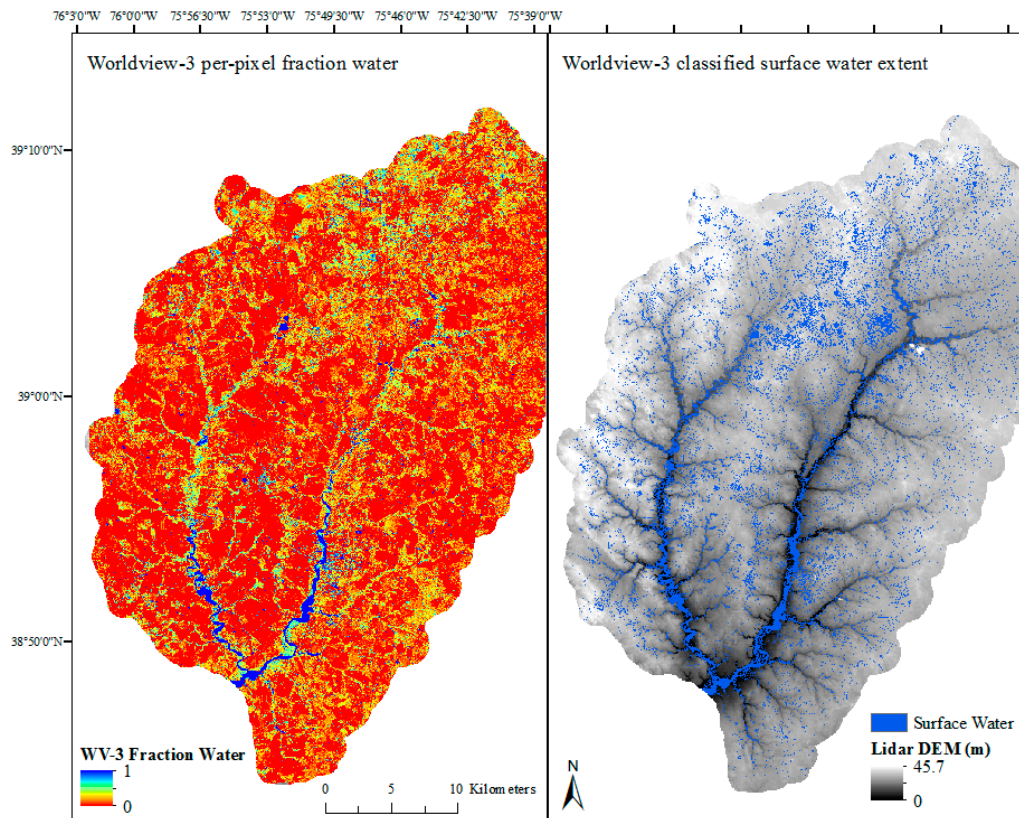 76°3'0"W 76°0'0"W 75°56'30"W 75°53'0"W 75°49'30"W 75°46'0"W 75°42'30"W 75°39'0"W
Worldview-3 per-pixel fraction water
Worldview-3 classified surface water extent
39°10'0"N
39°0'0"N
38°50'0"N
WV-3 Fraction Water
1
0
0 5 10 Kilometers
N
Surface Water
Lidar DEM (m)
45.7
0